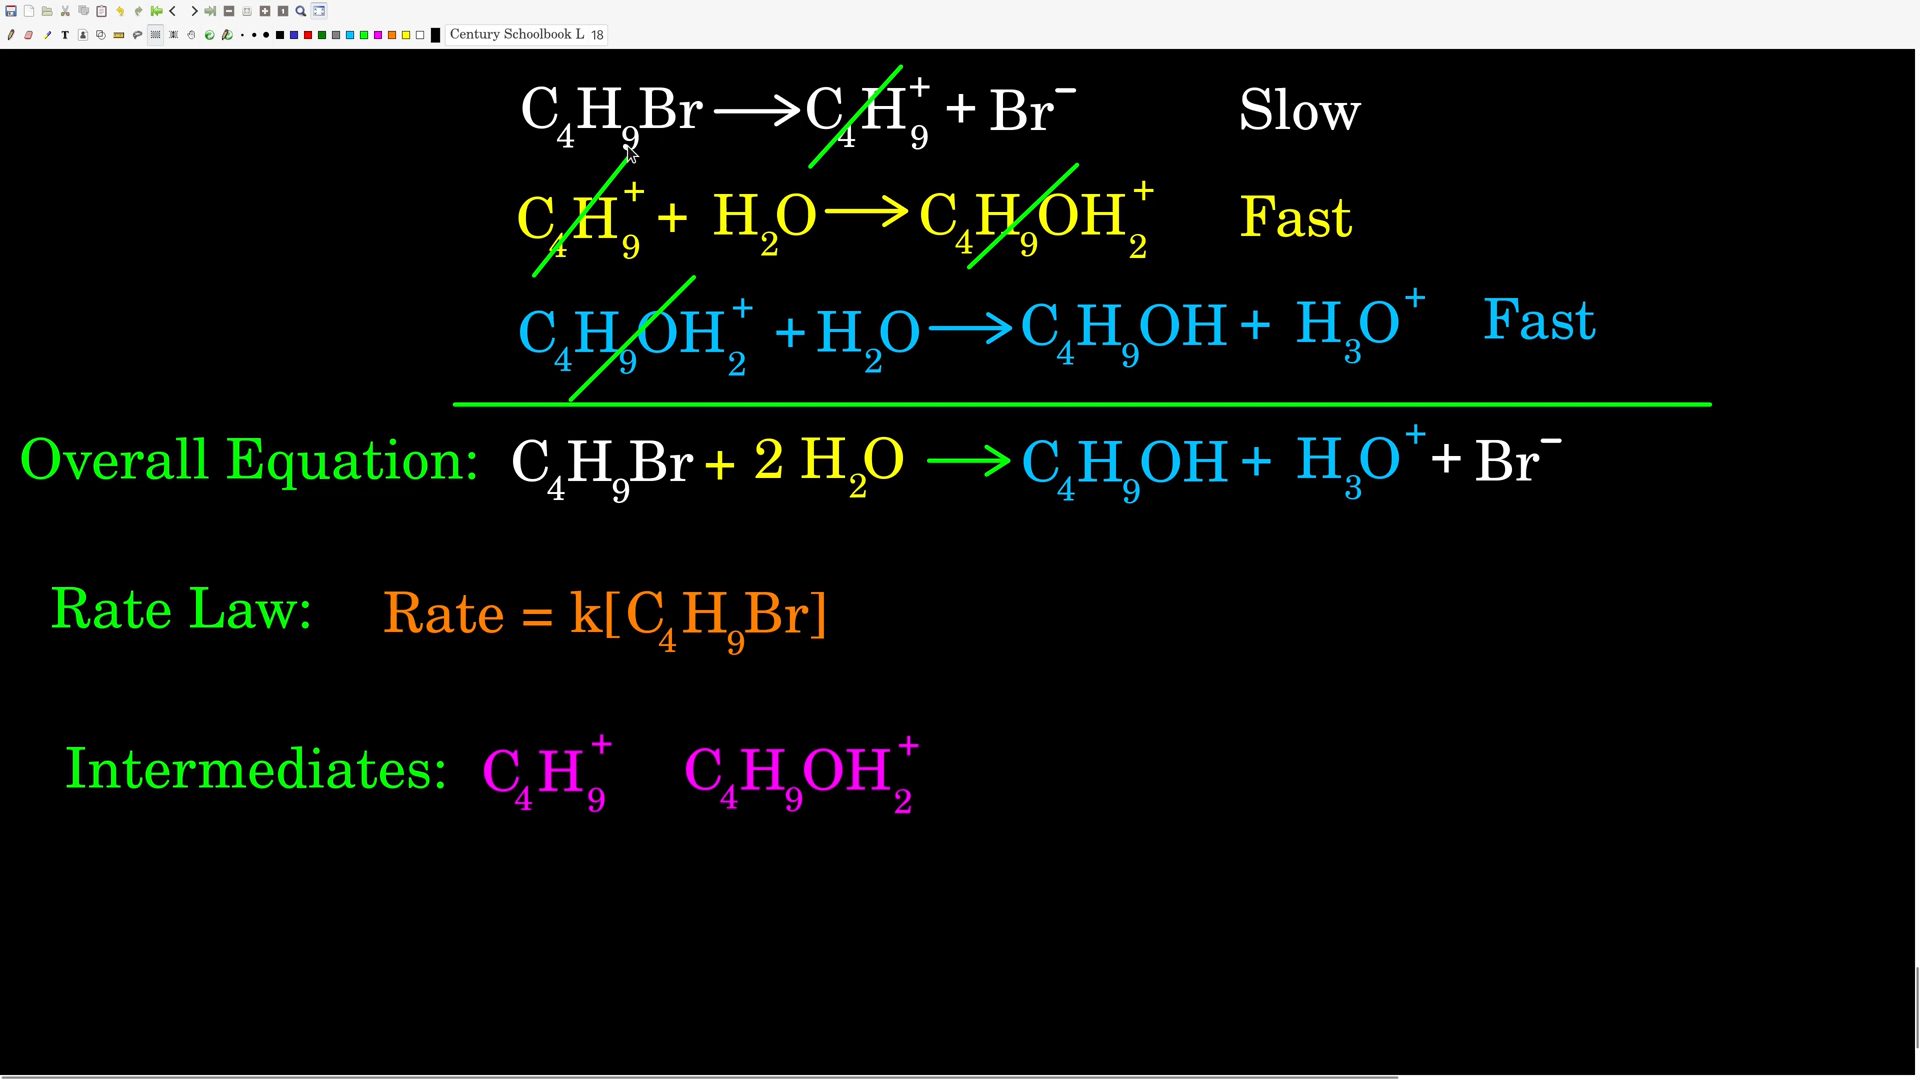 Century Schoolbook L 18
C₄H₉Br ⟶ C₄H₉⁺ + Br⁻ Slow
C₄H₉⁺ + H₂O ⟶ C₄H₉OH₂⁺ Fast
C₄H₉OH₂⁺ + H₂O ⟶ C₄H₉OH + H₃O⁺ Fast
Overall Equation: C₄H₉Br + 2 H₂O ⟶ C₄H₉OH + H₃O⁺ + Br⁻
Rate Law: Rate = k[C₄H₉Br]
Intermediates: C₄H₉⁺ C₄H₉OH₂⁺